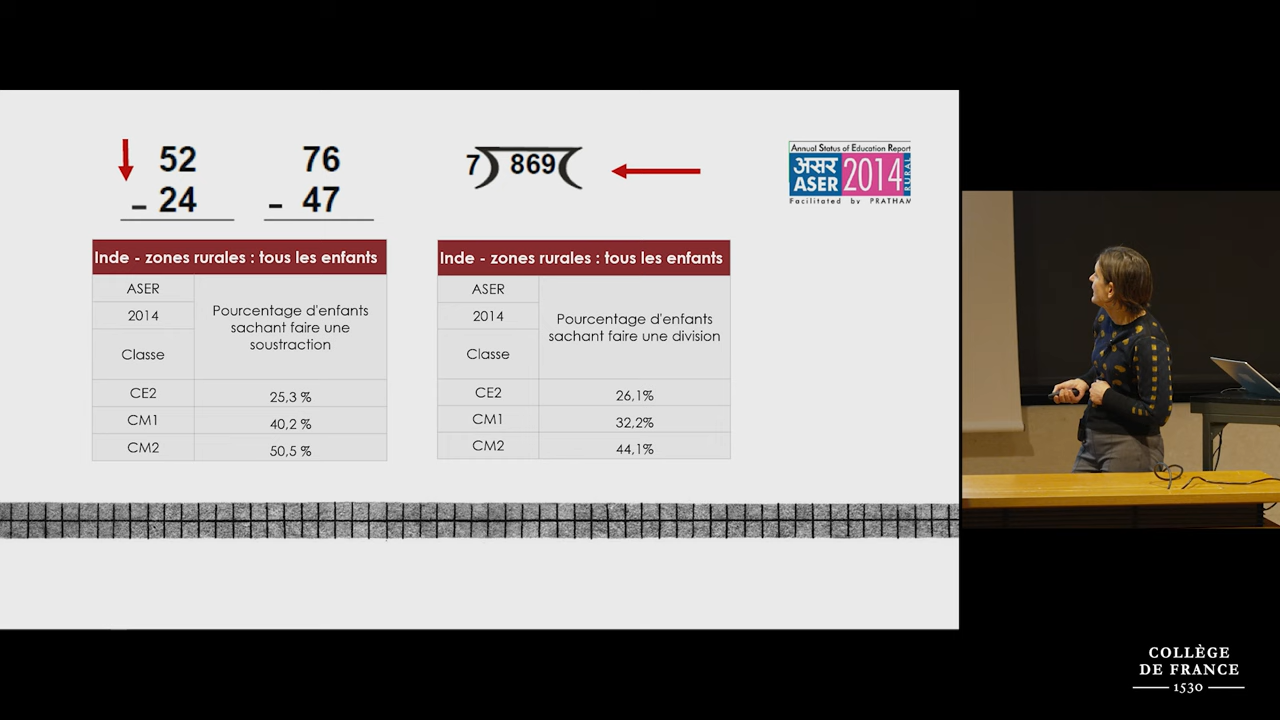 52
- 24
76
- 47
7) 869 (
Annual Status of Education Report
असर
ASER
2014
RURAL
Facilitated by PRATHAM
Inde - zones rurales : tous les enfants
ASER
2014
Classe
Pourcentage d'enfants
sachant faire une
soustraction
CE2
25,3 %
CM1
40,2 %
CM2
50,5 %
Inde - zones rurales : tous les enfants
ASER
2014
Classe
Pourcentage d'enfants
sachant faire une division
CE2
26,1%
CM1
32,2%
CM2
44,1%
COLLÈGE
DE FRANCE
1530